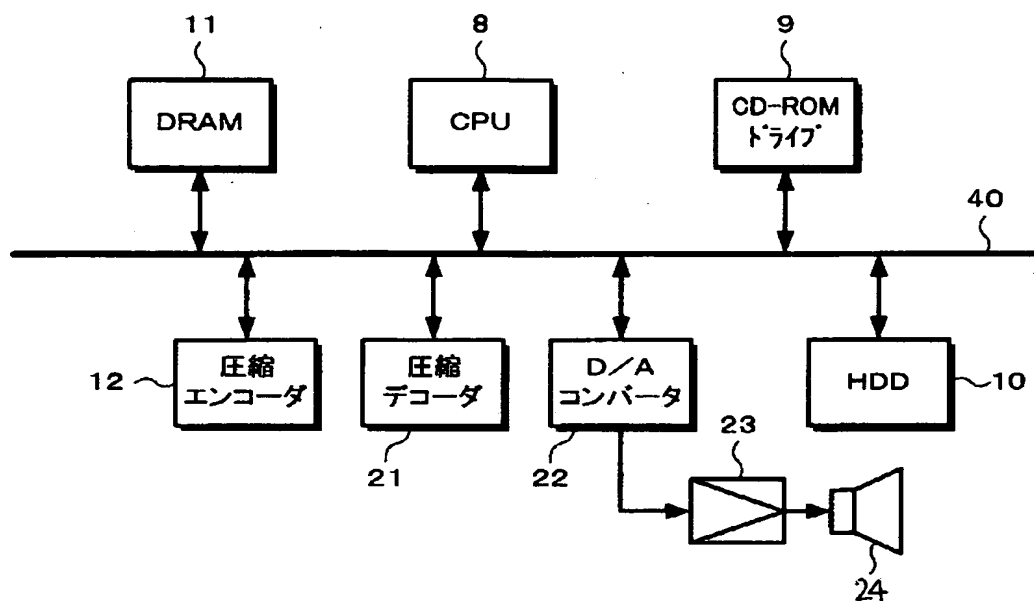 11
8
9
DRAM
CPU
CD-ROM
ドライブ
40
12
圧縮
エンコーダ
圧縮
デコーダ
D/A
コンバータ
HDD
10
21
22
23
24